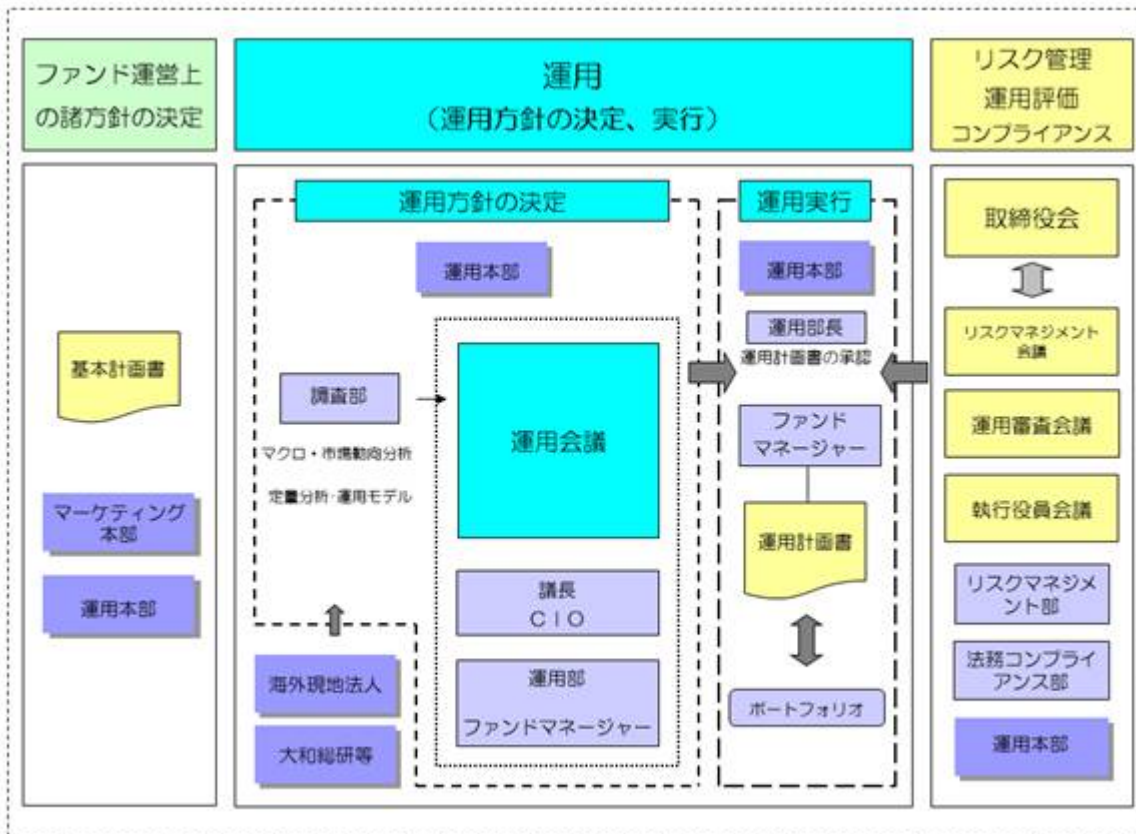 ファンド運営上
の諸方針の決定
運用
（運用方針の決定、実行）
リスク管理
運用評価
コンプライアンス
基本計画書
マーケティング
本部
運用本部
運用方針の決定
運用本部
調査部
マクロ・市場動向分析
定量分析・運用モデル
運用会議
議長
ＣＩＯ
運用部
ファンドマネージャー
海外現地法人
大和総研等
運用実行
運用本部
運用部長
運用計画書の承認
ファンド
マネージャー
運用計画書
ポートフォリオ
取締役会
リスクマネジメント
会議
運用審査会議
執行役員会議
リスクマネジメ
ント部
法務コンプライ
アンス部
運用本部